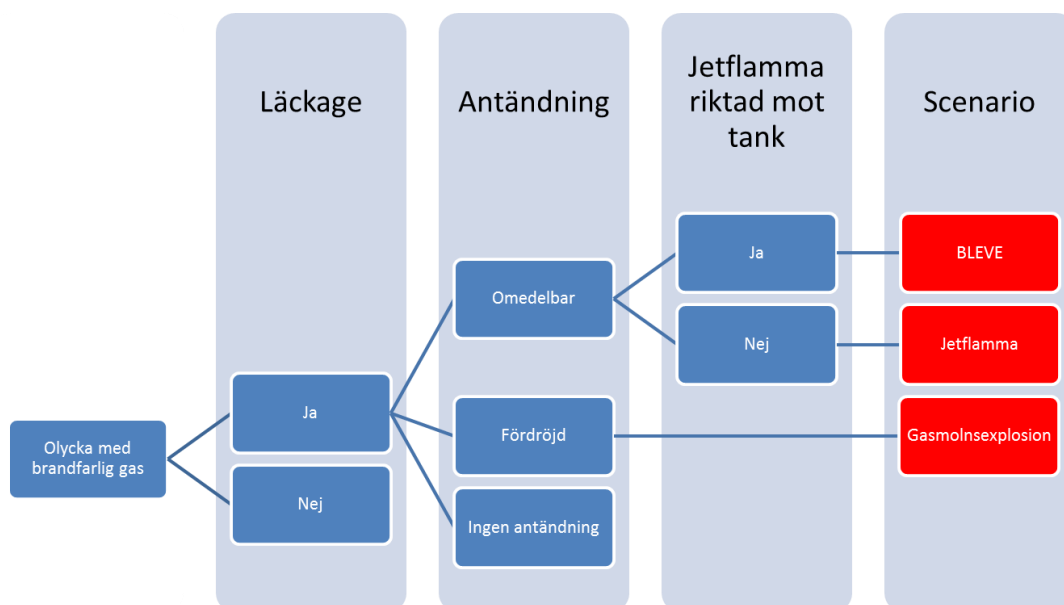 Läckage
Antändning
Jetflamma
riktad mot
tank
Scenario
Olycka med
brandfarlig gas
Ja
Nej
Omedelbar
Fördröjd
Ingen antändning
Ja
Nej
BLEVE
Jetflamma
Gasmolnsexplosion